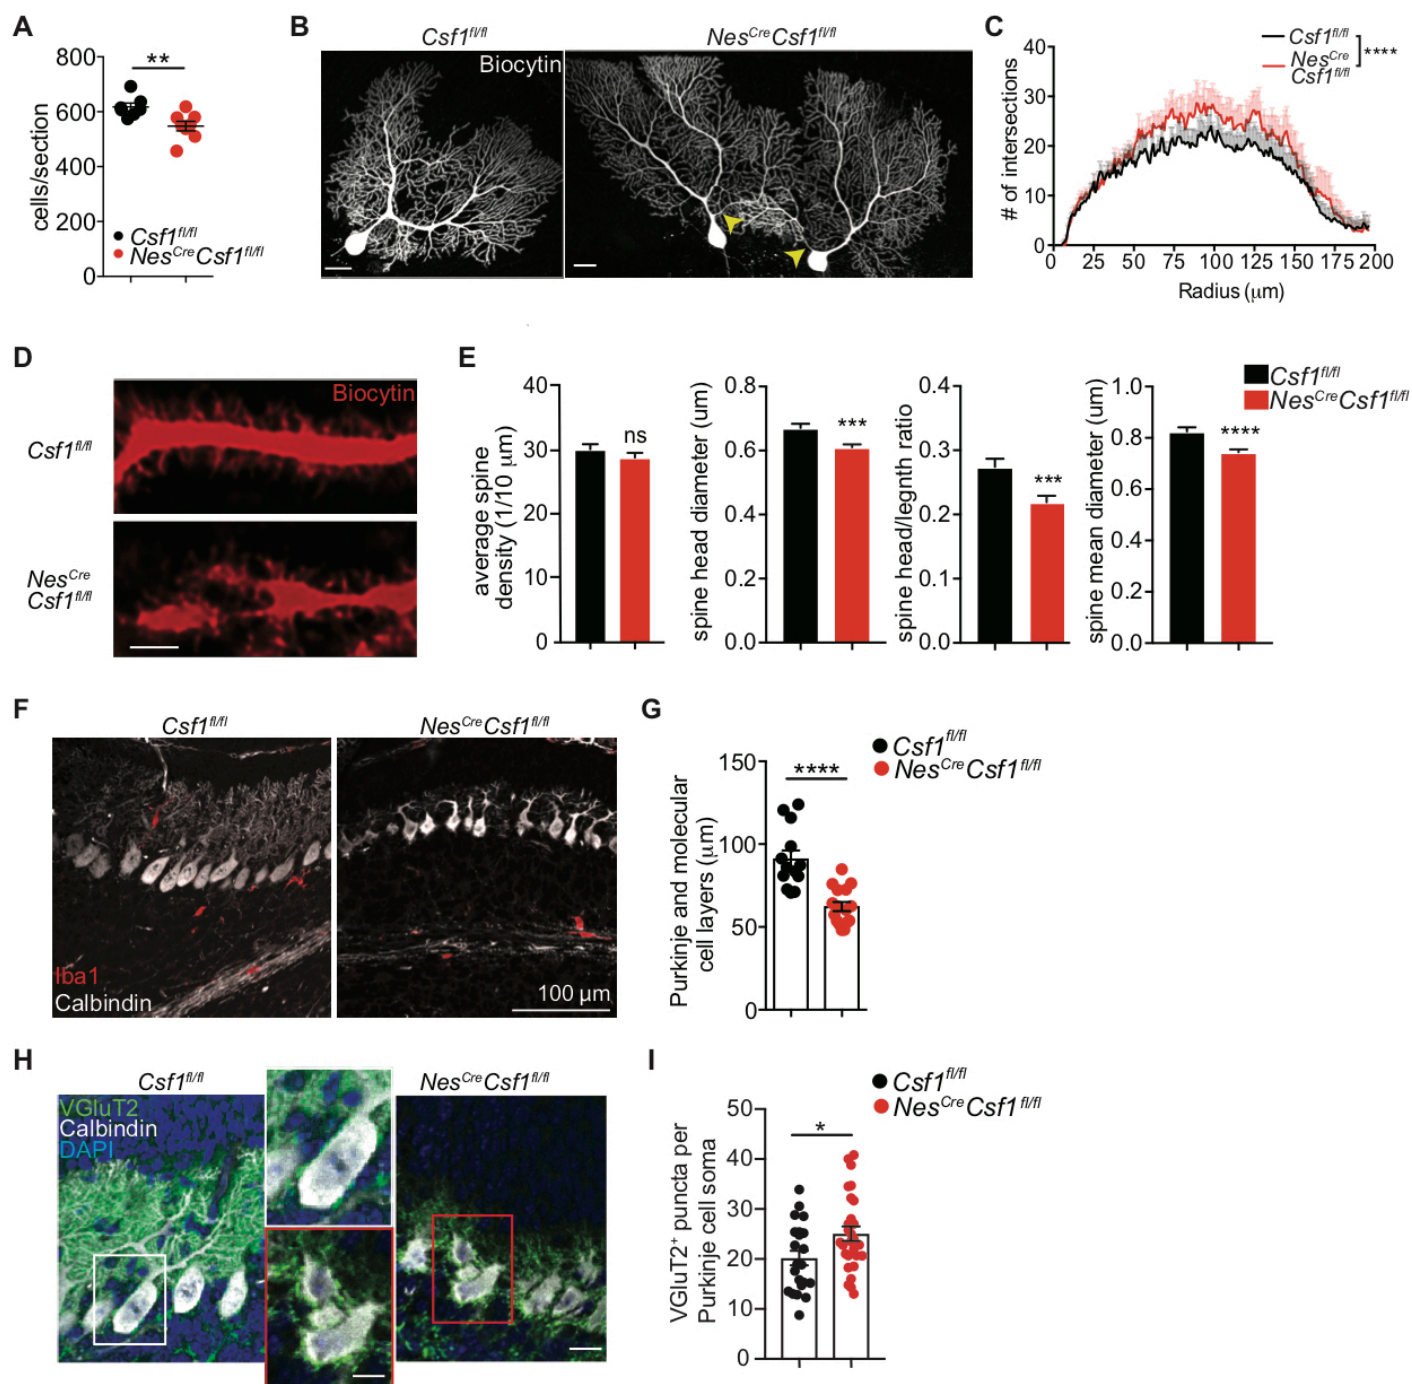 A
800
600
400
200
0
cells/section
**
Csf1fl/fl
NesCreCsf1fl/fl
B
Csf1fl/fl
NesCreCsf1fl/fl
Biocytin
C
40
30
20
10
0
# of intersections
Csf1fl/fl
NesCre
Csf1fl/fl
****
0 25 50 75 100 125 150 175 200
Radius (μm)
D
Biocytin
Csf1fl/fl
NesCre
Csf1fl/fl
E
average spine
density (1/10 μm)
40
30
20
10
0
ns
spine head diameter (um)
0.8
0.6
0.4
0.2
0.0
***
spine head/legnth ratio
0.4
0.3
0.2
0.1
0.0
***
spine mean diameter (um)
1.0
0.8
0.6
0.4
0.2
0.0
****
Csf1fl/fl
NesCreCsf1fl/fl
F
Csf1fl/fl
NesCreCsf1fl/fl
Iba1
Calbindin
100 μm
G
Csf1fl/fl
NesCreCsf1fl/fl
Purkinje and molecular
cell layers (μm)
150
100
50
0
****
H
Csf1fl/fl
NesCreCsf1fl/fl
VGluT2
Calbindin
DAPI
I
Csf1fl/fl
NesCreCsf1fl/fl
VGluT2+ puncta per
Purkinje cell soma
50
40
30
20
10
0
*